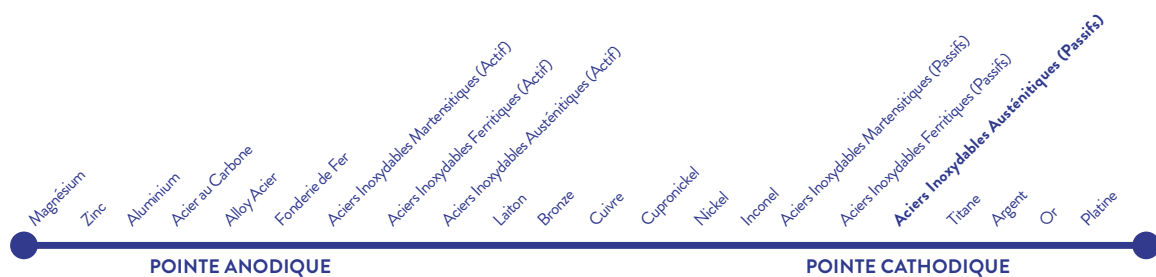 Magnésium
Zinc
Aluminium
Acier au Carbone
Alloy Acier
Fonderie de Fer
Aciers Inoxydables Martensitiques (Actif)
Aciers Inoxydables Ferritiques (Actif)
Aciers Inoxydables Austénitiques (Actif)
Laiton
Bronze
Cuivre
Cupronickel
Nickel
Inconel
Aciers Inoxydables Martensitiques (Passifs)
Aciers Inoxydables Ferritiques (Passifs)
Aciers Inoxydables Austénitiques (Passifs)
Titane
Argent
Or
Platine
POINTE ANODIQUE
POINTE CATHODIQUE